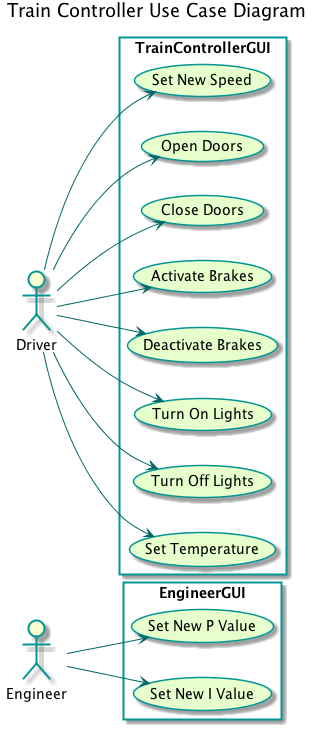 Train Controller Use Case Diagram
TrainControllerGUI
Set New Speed
Open Doors
Close Doors
Activate Brakes
Driver
Deactivate Brakes
Turn On Lights
Turn Off Lights
Set Temperature
EngineerGUI
Set New P Value
Engineer
Set New I Value